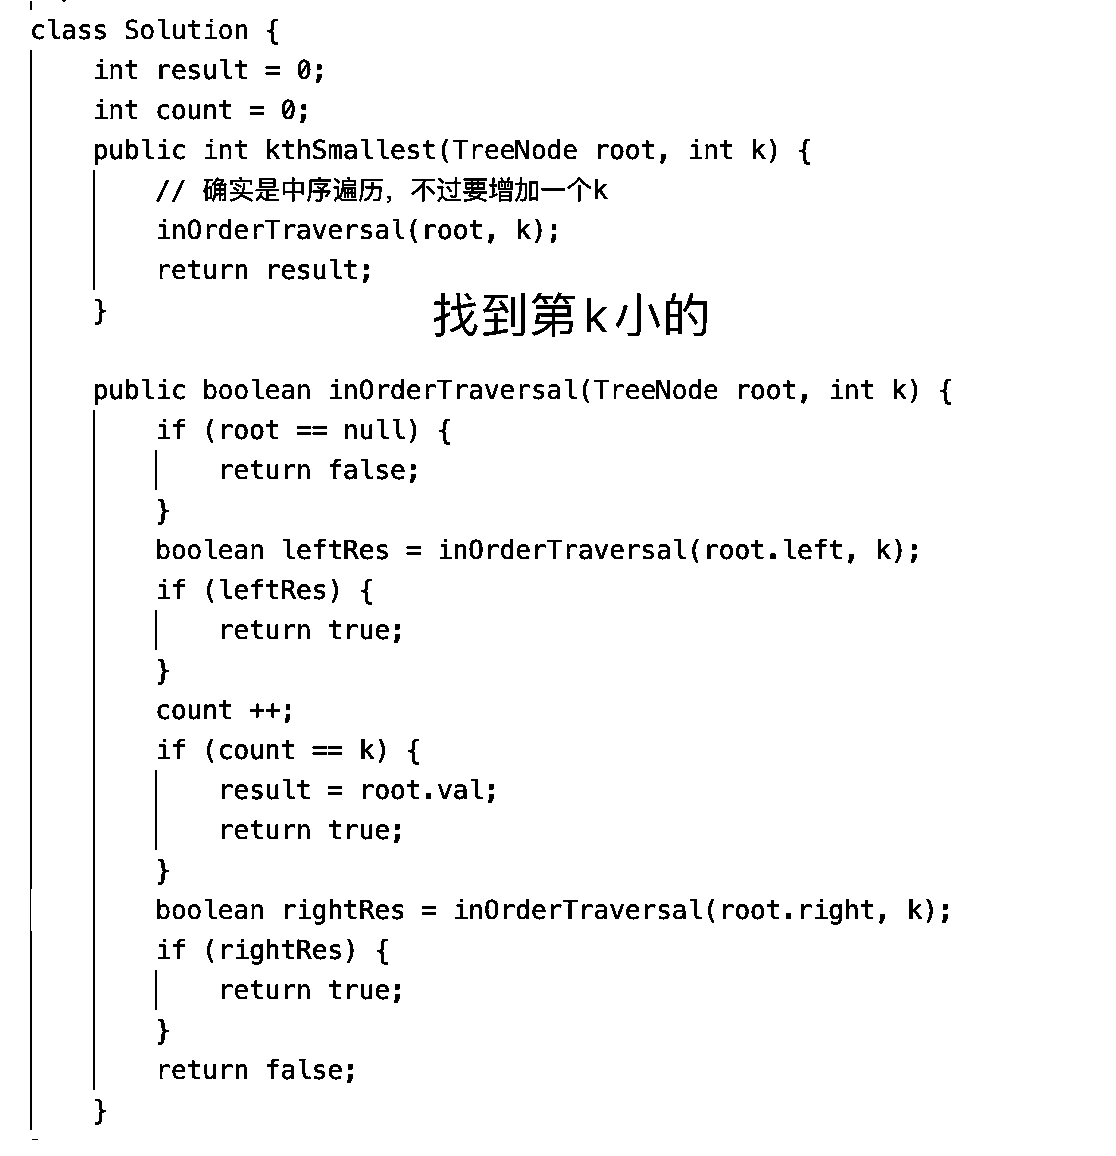 class Solution {
    int result = 0;
    int count = 0;
    public int kthSmallest(TreeNode root, int k) {
        // 确实是中序遍历，不过要增加一个k
        inOrderTraversal(root, k);
        return result;
    }
找到第k小的
    public boolean inOrderTraversal(TreeNode root, int k) {
        if (root == null) {
            return false;
        }
        boolean leftRes = inOrderTraversal(root.left, k);
        if (leftRes) {
            return true;
        }
        count ++;
        if (count == k) {
            result = root.val;
            return true;
        }
        boolean rightRes = inOrderTraversal(root.right, k);
        if (rightRes) {
            return true;
        }
        return false;
    }